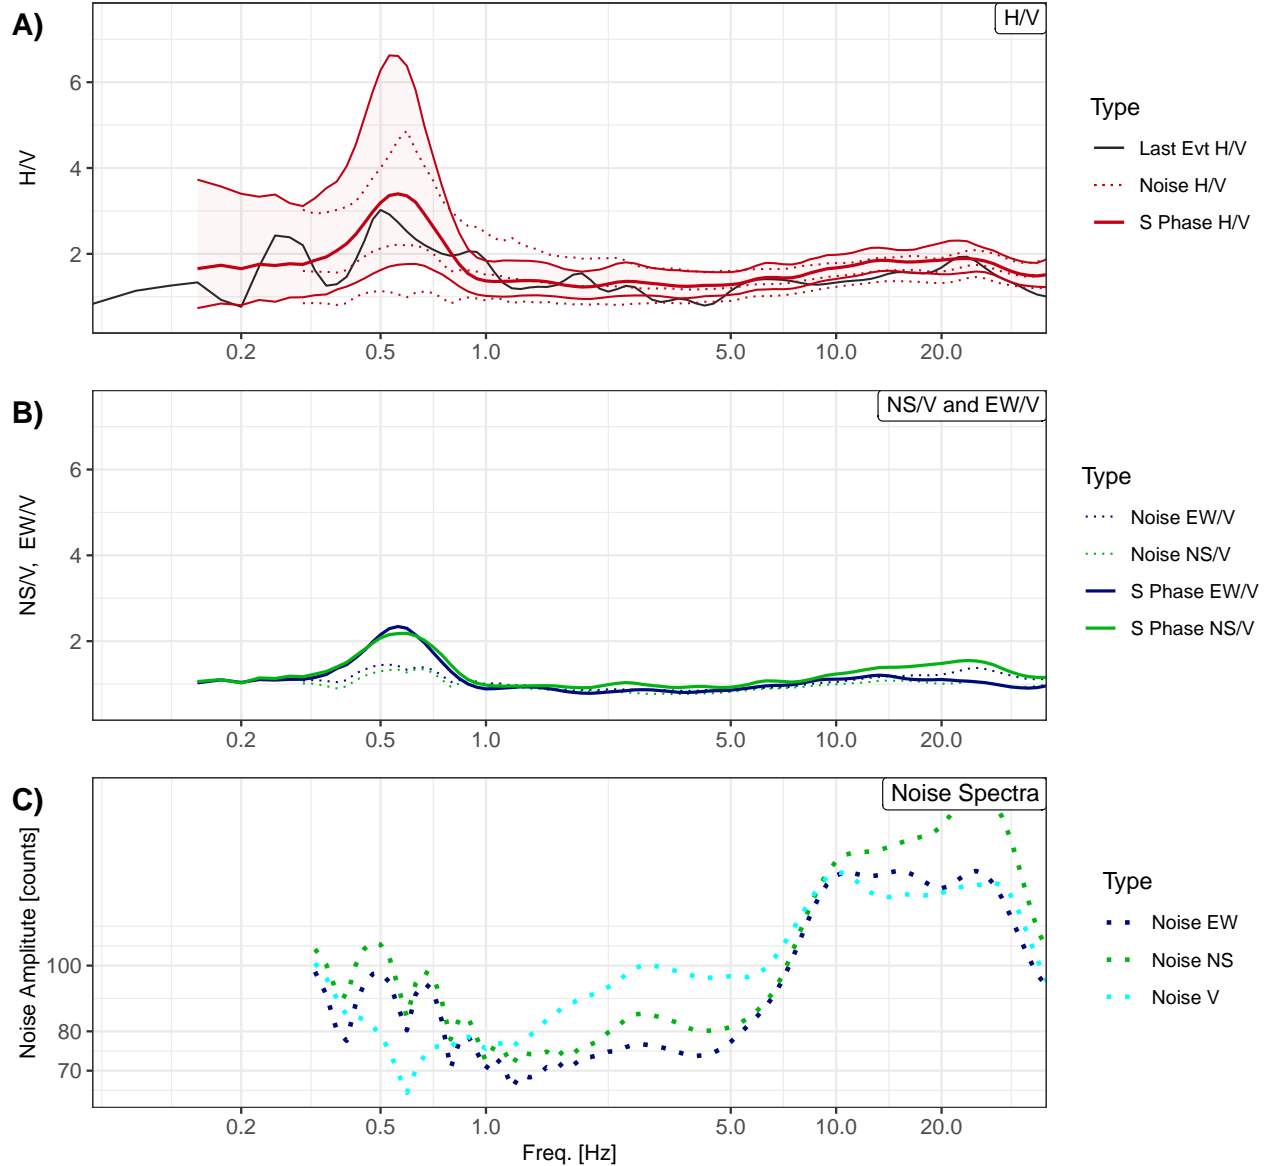 A)
H/V
6
4
2
H/V
0.2 0.5 1.0 5.0 10.0 20.0
Type
Last Evt H/V
Noise H/V
S Phase H/V
B)
NS/V and EW/V
6
4
2
NS/V, EW/V
0.2 0.5 1.0 5.0 10.0 20.0
Type
Noise EW/V
Noise NS/V
S Phase EW/V
S Phase NS/V
C)
Noise Spectra
100
80
70
Noise Amplitute [counts]
0.2 0.5 1.0 5.0 10.0 20.0
Freq. [Hz]
Type
Noise EW
Noise NS
Noise V